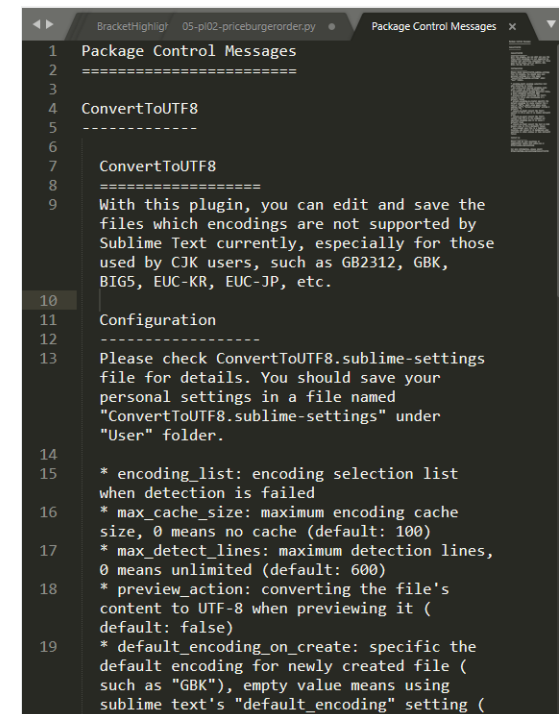 BracketHighligh 05-pl02-priceburgerorder.py Package Control Messages ×
1 Package Control Messages
2 ========================
3
4 ConvertToUTF8
5 -------------
6
7 ConvertToUTF8
8 ==================
9 With this plugin, you can edit and save the
files which encodings are not supported by
Sublime Text currently, especially for those
used by CJK users, such as GB2312, GBK,
BIG5, EUC-KR, EUC-JP, etc.
10
11 Configuration
12 ------------------
13 Please check ConvertToUTF8.sublime-settings
file for details. You should save your
personal settings in a file named
"ConvertToUTF8.sublime-settings" under
"User" folder.
14
15 * encoding_list: encoding selection list
when detection is failed
16 * max_cache_size: maximum encoding cache
size, 0 means no cache (default: 100)
17 * max_detect_lines: maximum detection lines,
0 means unlimited (default: 600)
18 * preview_action: converting the file's
content to UTF-8 when previewing it (
default: false)
19 * default_encoding_on_create: specific the
default encoding for newly created file (
such as "GBK"), empty value means using
sublime text's "default_encoding" setting (